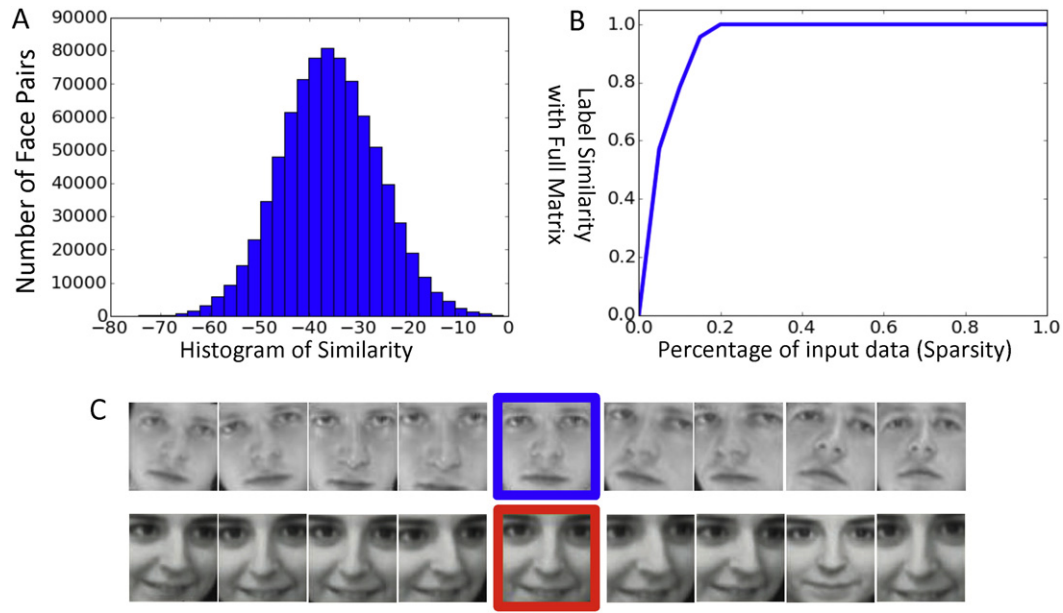 A
Number of Face Pairs
90000
80000
70000
60000
50000
40000
30000
20000
10000
0
−80 −70 −60 −50 −40 −30 −20 −10 0
Histogram of Similarity
B
Label Similarity
with Full Matrix
1.0
0.8
0.6
0.4
0.2
0.0
0.0 0.2 0.4 0.6 0.8 1.0
Percentage of input data (Sparsity)
C